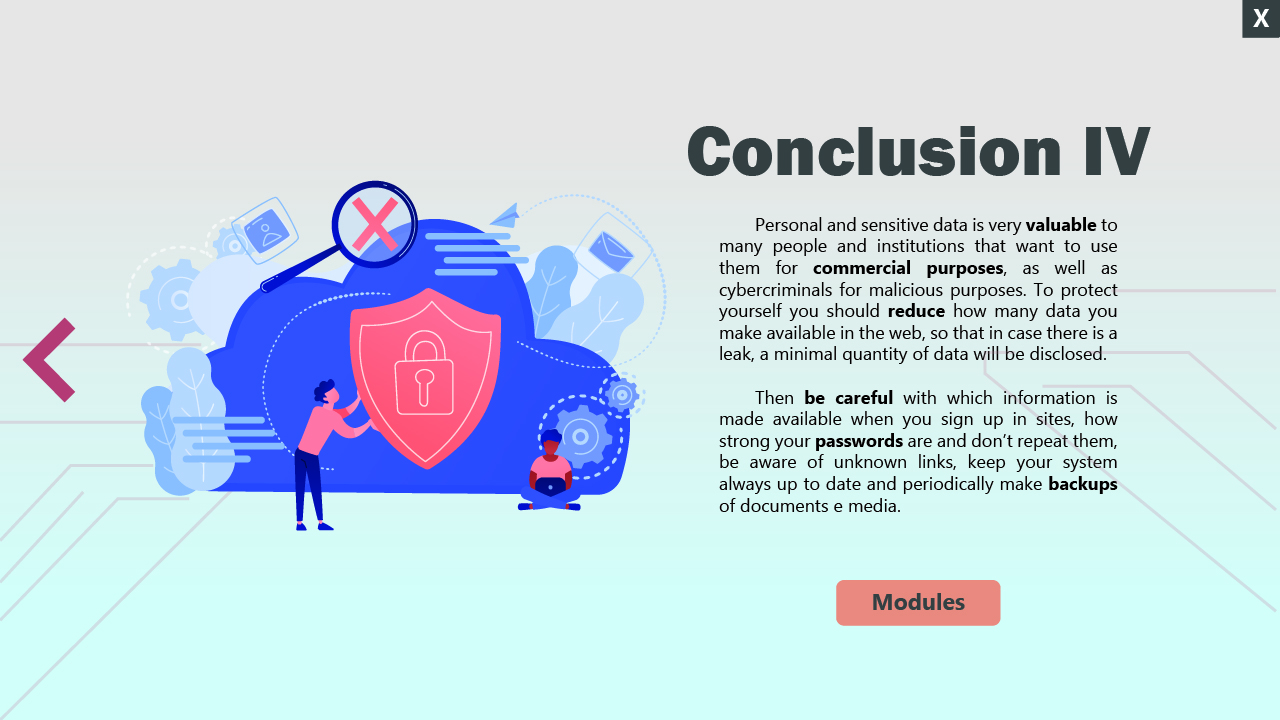 X
Conclusion IV
Personal and sensitive data is very valuable to
many people and institutions that want to use
them for commercial purposes, as well as
cybercriminals for malicious purposes. To protect
yourself you should reduce how many data you
make available in the web, so that in case there is a
leak, a minimal quantity of data will be disclosed.
Then be careful with which information is
made available when you sign up in sites, how
strong your passwords are and don’t repeat them,
be aware of unknown links, keep your system
always up to date and periodically make backups
of documents e media.
Modules